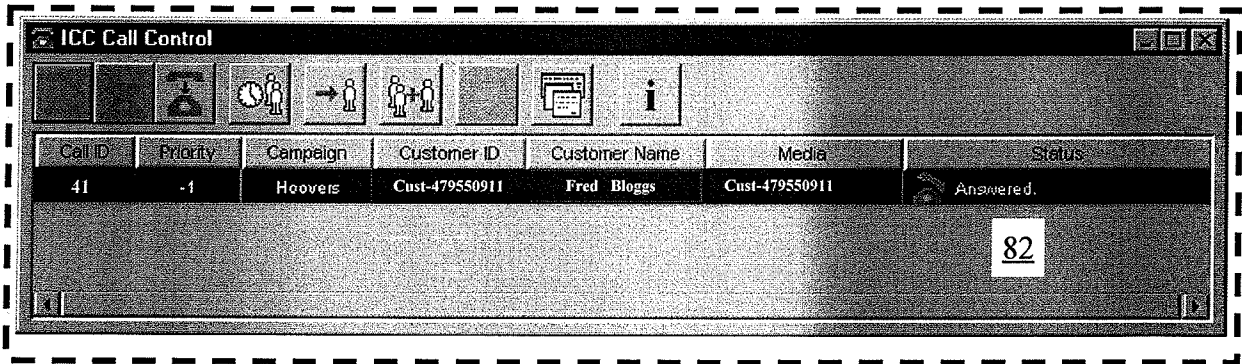 ICC Call Control
i
Call ID Priority Campaign Customer ID Customer Name Media Status
41 -1 Hoovers Cust-479550911 Fred Bloggs Cust-479550911 Answered.
82